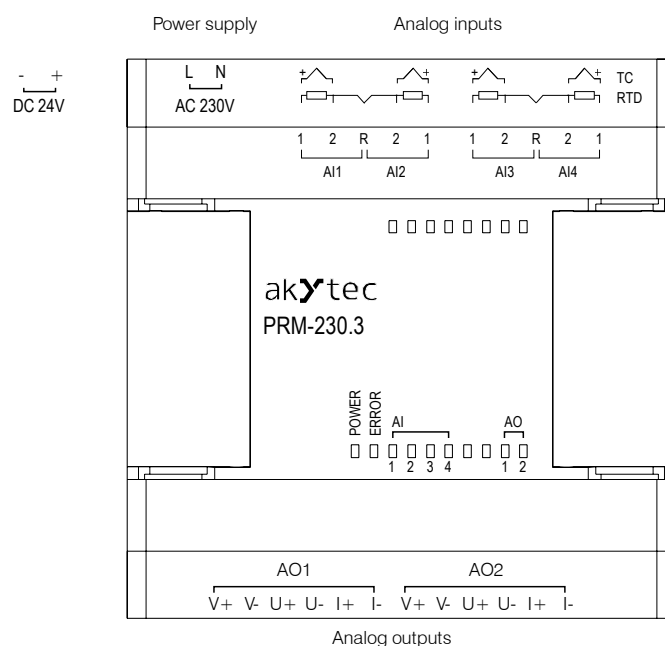 Power supply Analog inputs
- + L N + + + + TC
DC 24V AC 230V RTD
1 2 R 2 1 1 2 R 2 1
AI1 AI2 AI3 AI4
akytec
PRM-230.3
POWER ERROR AI AO
1 2 3 4 1 2
AO1 AO2
V+ V- U+ U- I+ I- V+ V- U+ U- I+ I-
Analog outputs